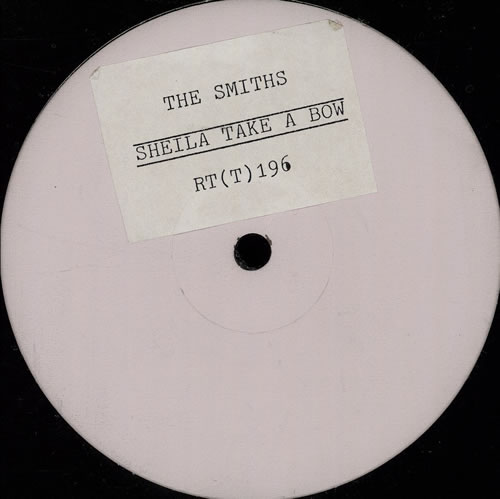 THE SMITHS
SHEILA TAKE A BOW
RT(T)196